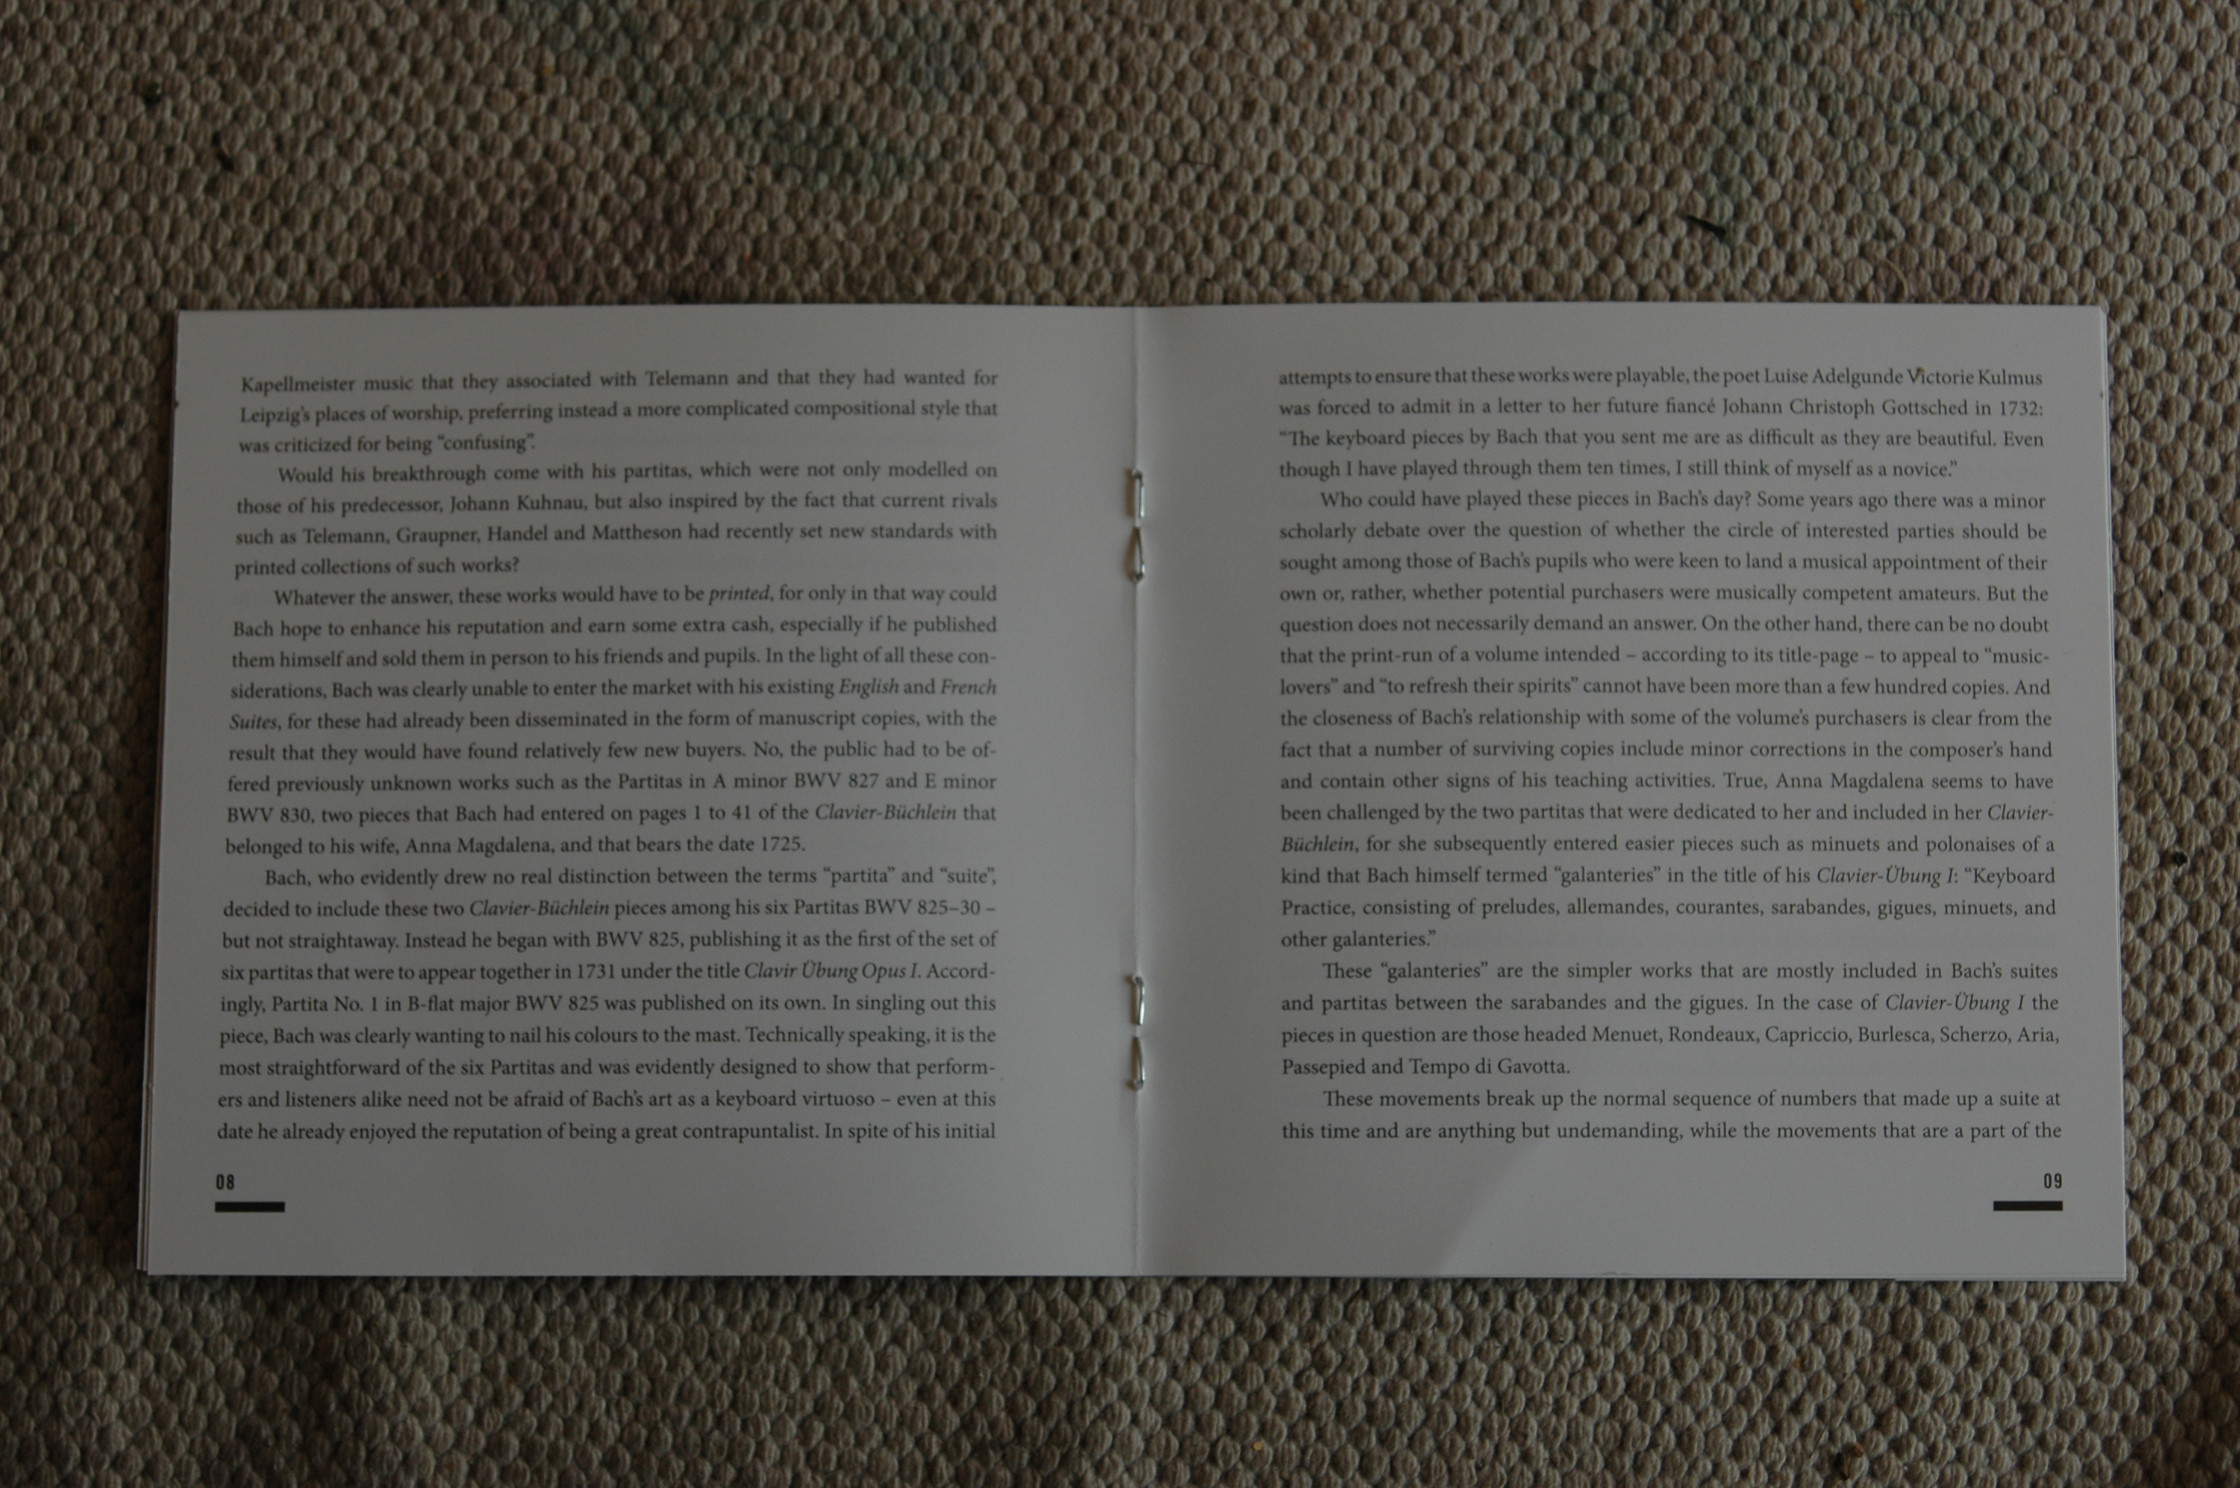 Kapellmeister music that they associated with Telemann and that they had wanted for
Leipzig's places of worship, preferring instead a more complicated compositional style that
was criticized for being "confusing".
Would his breakthrough come with his partitas, which were not only modelled on
those of his predecessor, Johann Kuhnau, but also inspired by the fact that current rivals
such as Telemann, Graupner, Handel and Mattheson had recently set new standards with
printed collections of such works?
Whatever the answer, these works would have to be printed, for only in that way could
Bach hope to enhance his reputation and earn some extra cash, especially if he published
them himself and sold them in person to his friends and pupils. In the light of all these con-
siderations, Bach was clearly unable to enter the market with his existing English and French
Suites, for these had already been disseminated in the form of manuscript copies, with the
result that they would have found relatively few new buyers. No, the public had to be of-
fered previously unknown works such as the Partitas in A minor BWV 827 and E minor
BWV 830, two pieces that Bach had entered on pages 1 to 41 of the Clavier-Büchlein that
belonged to his wife, Anna Magdalena, and that bears the date 1725.
Bach, who evidently drew no real distinction between the terms "partita" and "suite",
decided to include these two Clavier-Büchlein pieces among his six Partitas BWV 825–30 –
but not straightaway. Instead he began with BWV 825, publishing it as the first of the set of
six partitas that were to appear together in 1731 under the title Clavir Übung Opus I. Accord-
ingly, Partita No. 1 in B-flat major BWV 825 was published on its own. In singling out this
piece, Bach was clearly wanting to nail his colours to the mast. Technically speaking, it is the
most straightforward of the six Partitas and was evidently designed to show that perform-
ers and listeners alike need not be afraid of Bach's art as a keyboard virtuoso – even at this
date he already enjoyed the reputation of being a great contrapuntalist. In spite of his initial
08
attempts to ensure that these works were playable, the poet Luise Adelgunde Victorie Kulmus
was forced to admit in a letter to her future fiancé Johann Christoph Gottsched in 1732:
"The keyboard pieces by Bach that you sent me are as difficult as they are beautiful. Even
though I have played through them ten times, I still think of myself as a novice."
Who could have played these pieces in Bach's day? Some years ago there was a minor
scholarly debate over the question of whether the circle of interested parties should be
sought among those of Bach's pupils who were keen to land a musical appointment of their
own or, rather, whether potential purchasers were musically competent amateurs. But the
question does not necessarily demand an answer. On the other hand, there can be no doubt
that the print-run of a volume intended – according to its title-page – to appeal to "music-
lovers" and "to refresh their spirits" cannot have been more than a few hundred copies. And
the closeness of Bach's relationship with some of the volume's purchasers is clear from the
fact that a number of surviving copies include minor corrections in the composer's hand
and contain other signs of his teaching activities. True, Anna Magdalena seems to have
been challenged by the two partitas that were dedicated to her and included in her Clavier-
Büchlein, for she subsequently entered easier pieces such as minuets and polonaises of a
kind that Bach himself termed "galanteries" in the title of his Clavier-Übung I: "Keyboard
Practice, consisting of preludes, allemandes, courantes, sarabandes, gigues, minuets, and
other galanteries."
These "galanteries" are the simpler works that are mostly included in Bach's suites
and partitas between the sarabandes and the gigues. In the case of Clavier-Übung I the
pieces in question are those headed Menuet, Rondeaux, Capriccio, Burlesca, Scherzo, Aria,
Passepied and Tempo di Gavotta.
These movements break up the normal sequence of numbers that made up a suite at
this time and are anything but undemanding, while the movements that are a part of the
09